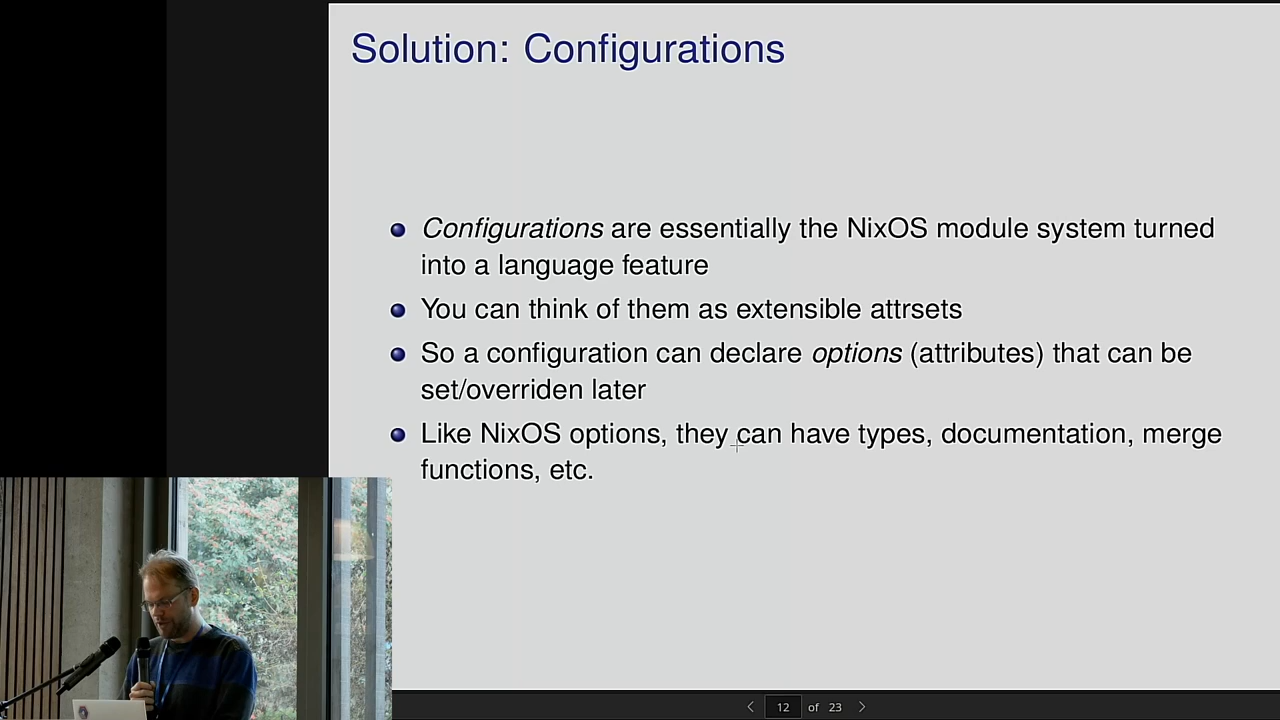 Solution: Configurations
Configurations are essentially the NixOS module system turned
into a language feature
You can think of them as extensible attrsets
So a configuration can declare options (attributes) that can be
set/overriden later
Like NixOS options, they can have types, documentation, merge
functions, etc.
12 of 23